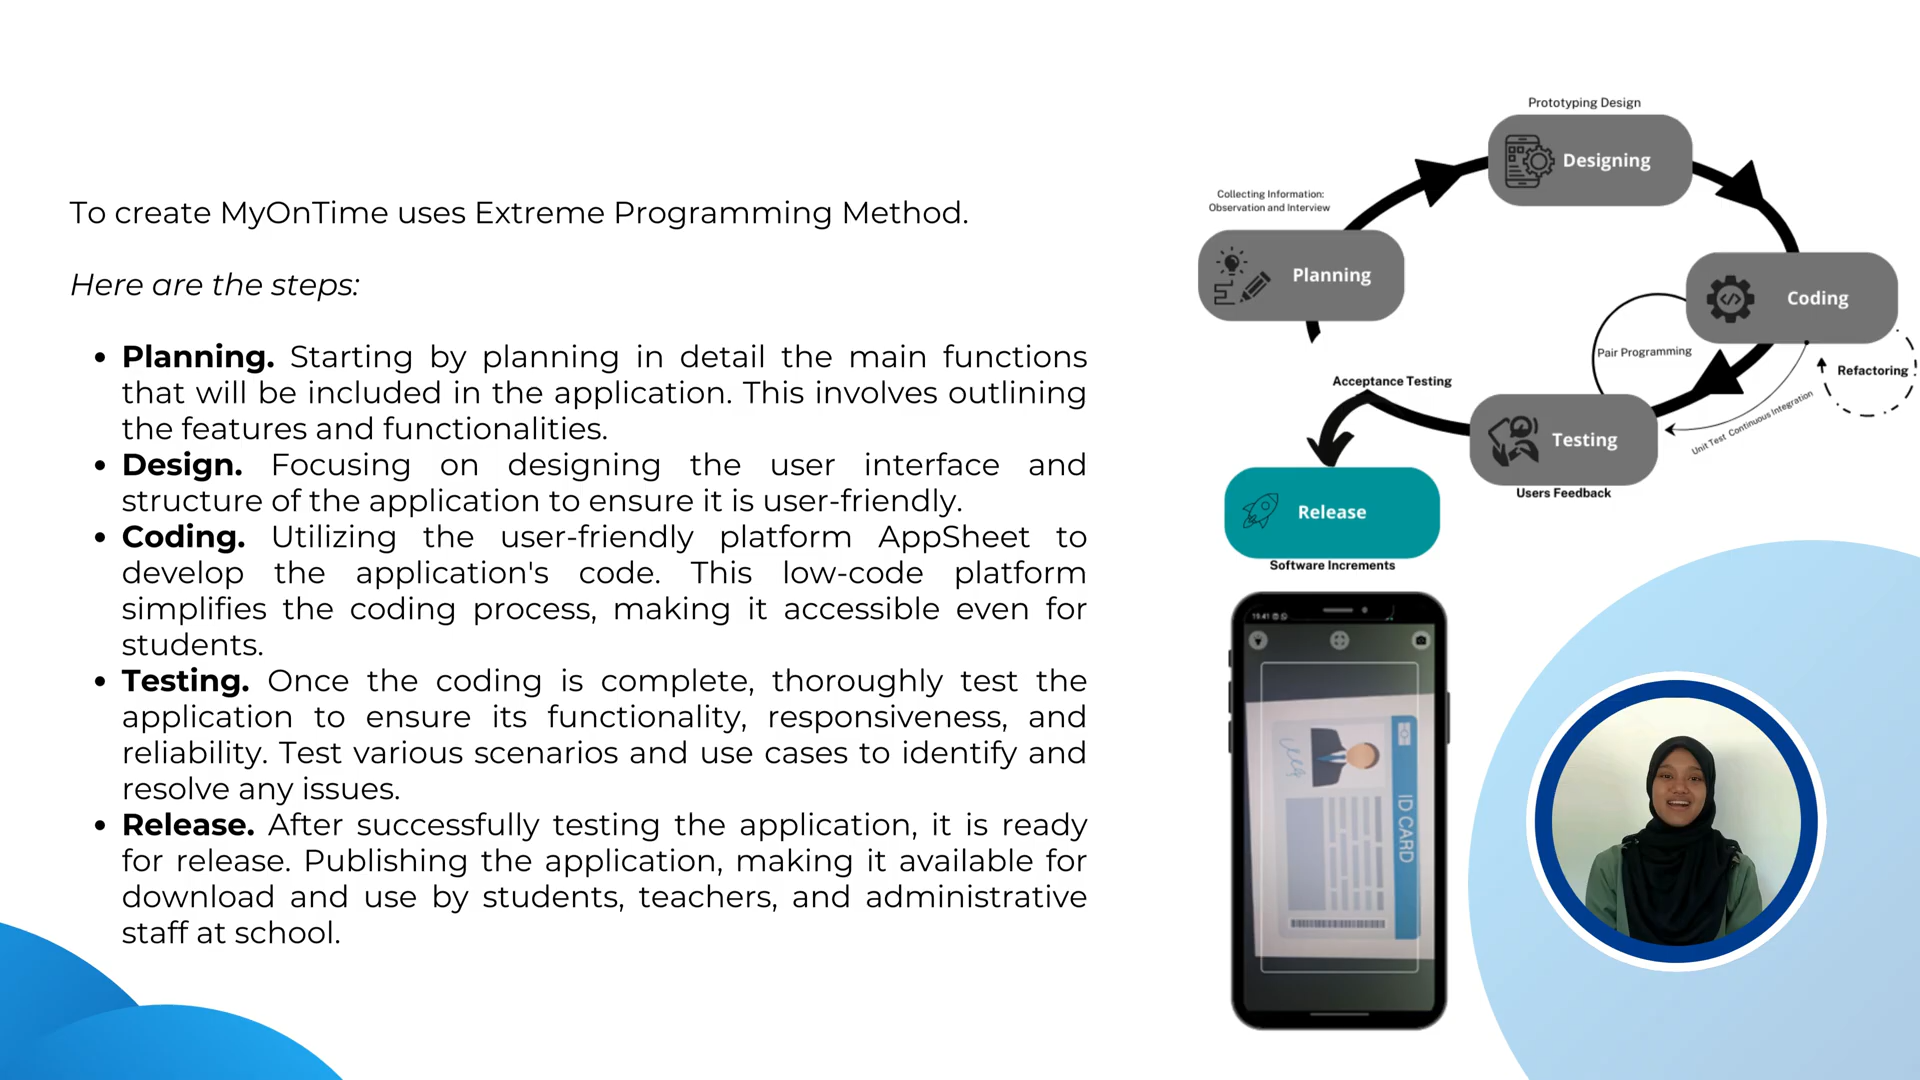 To create MyOnTime uses Extreme Programming Method.
Here are the steps:
• Planning. Starting by planning in detail the main functions
that will be included in the application. This involves outlining
the features and functionalities.
• Design. Focusing on designing the user interface and
structure of the application to ensure it is user-friendly.
• Coding. Utilizing the user-friendly platform AppSheet to
develop the application's code. This low-code platform
simplifies the coding process, making it accessible even for
students.
• Testing. Once the coding is complete, thoroughly test the
application to ensure its functionality, responsiveness, and
reliability. Test various scenarios and use cases to identify and
resolve any issues.
• Release. After successfully testing the application, it is ready
for release. Publishing the application, making it available for
download and use by students, teachers, and administrative
staff at school.
Prototyping Design
Designing
Collecting Information:
Observation and Interview
Planning
Coding
Pair Programming
Refactoring
Unit Test Continuous Integration
Acceptance Testing
Testing
Users Feedback
Release
Software Increments
15.41
ID CARD